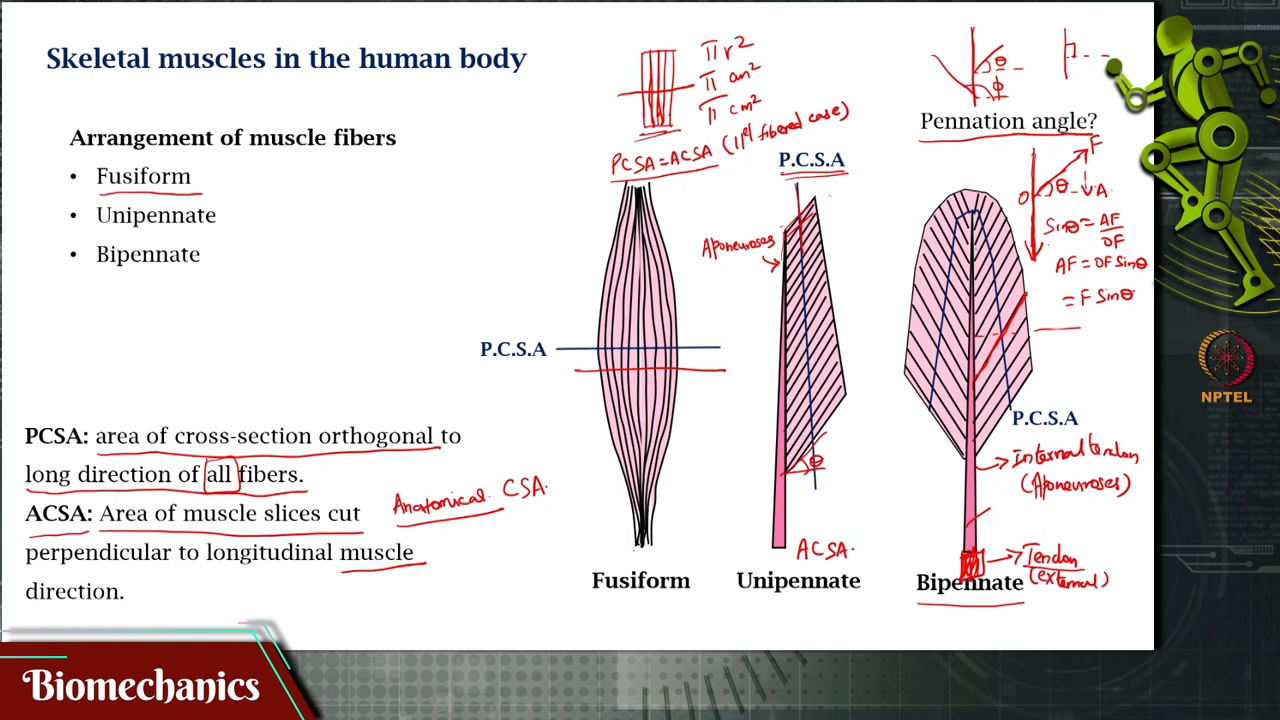 Skeletal muscles in the human body
Arrangement of muscle fibers
• Fusiform
• Unipennate
• Bipennate
PCSA: area of cross-section orthogonal to
long direction of all fibers.
ACSA: Area of muscle slices cut
perpendicular to longitudinal muscle
direction.
Anatomical CSA.
πr²
π cm²
PCSA=ACSA (11el fibered case)
P.C.S.A
Fusiform
P.C.S.A
Aponeuroses
θ
ACSA.
Unipennate
θ
ϕ
Pennation angle?
F
O
θ
A
Sinθ = AF/OF
AF = OF Sinθ
= F Sinθ
P.C.S.A
Internal tendon
(Aponeuroses)
Tendon
(external)
Bipennate
NPTEL
Biomechanics